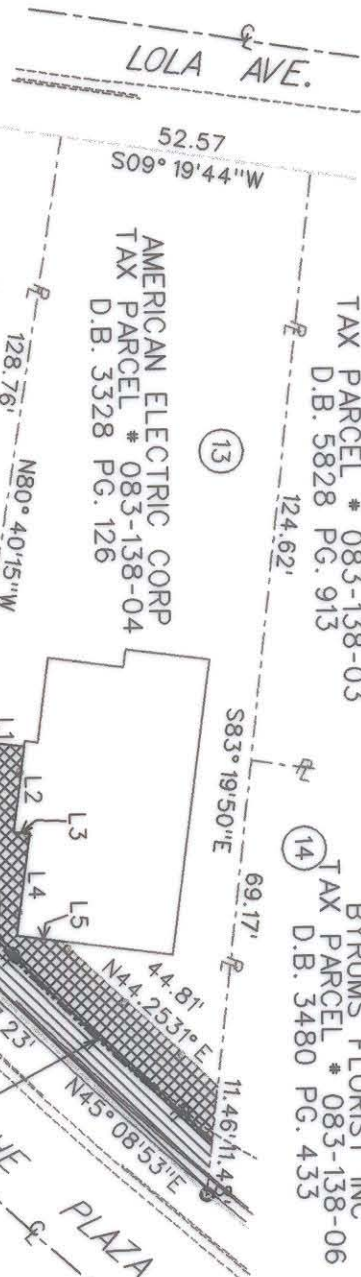 LOLA AVE.
52.57
S09° 19'44"W
TAX PARCEL # 083-138-03
D.B. 5828 PG. 913
124.62'
13
AMERICAN ELECTRIC CORP
TAX PARCEL # 083-138-04
D.B. 3328 PG. 126
128.76'
N80° 40'15"W
S83° 19'50"E
69.17'
14
BYRUMS FLORIST INC
TAX PARCEL # 083-138-06
D.B. 3480 PG. 433
L1
L2
L3
L4
L5
44.81'
N44.2531° E
11.46'
N45° 08'53"E
PLAZA